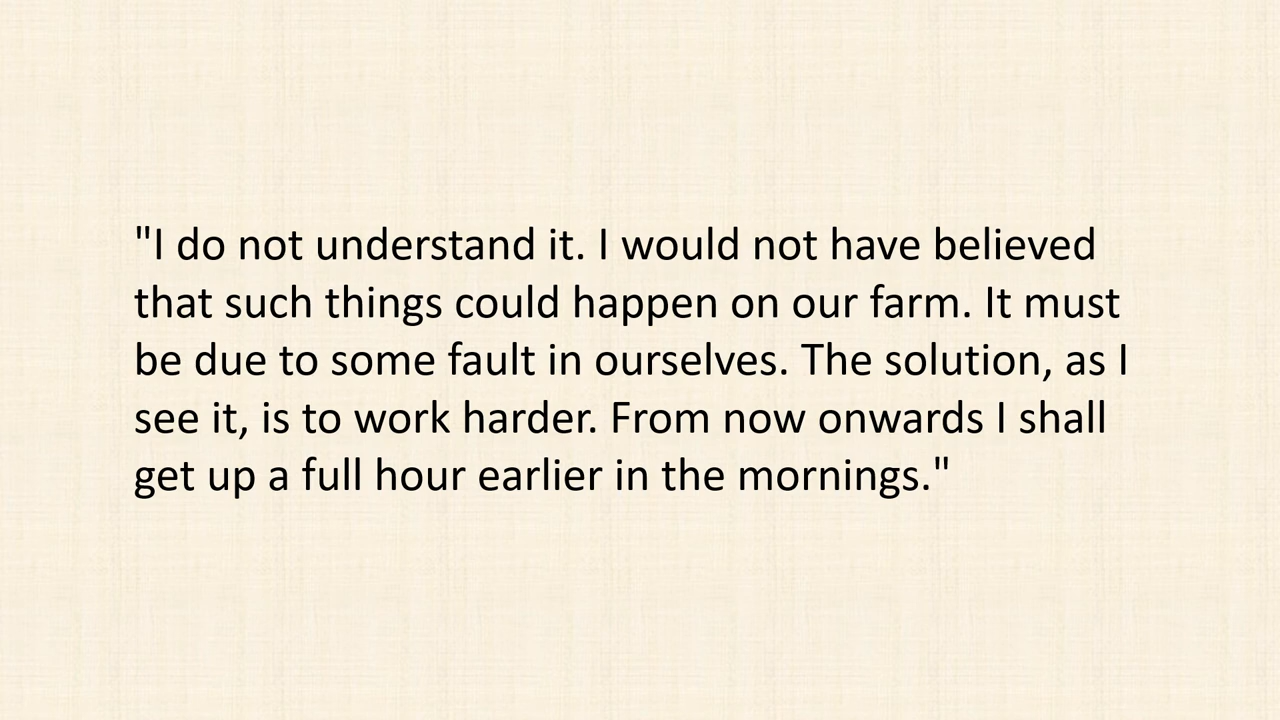 "I do not understand it. I would not have believed
that such things could happen on our farm. It must
be due to some fault in ourselves. The solution, as I
see it, is to work harder. From now onwards I shall
get up a full hour earlier in the mornings."